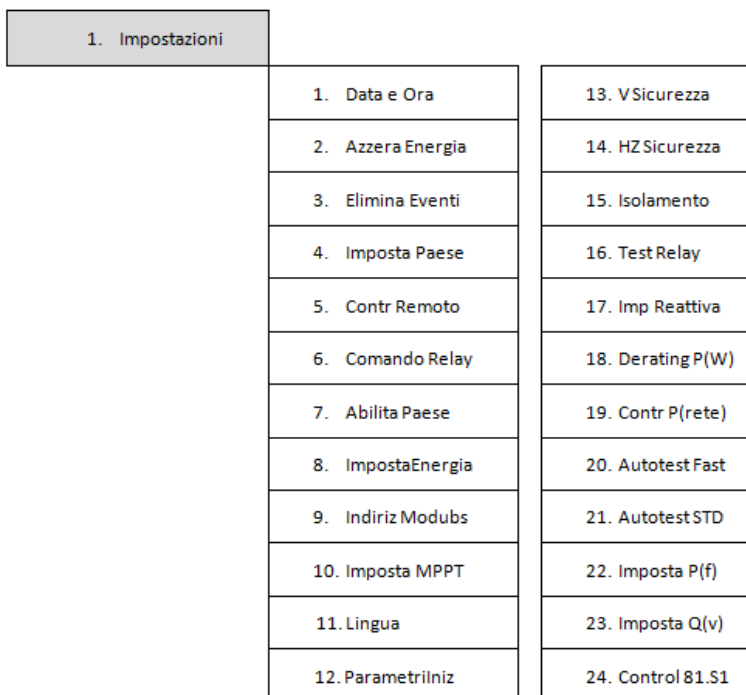 1. Impostazioni
1. Data e Ora
2. Azzera Energia
3. Elimina Eventi
4. Imposta Paese
5. Contr Remoto
6. Comando Relay
7. Abilita Paese
8. ImpostaEnergia
9. Indiriz Modubs
10. Imposta MPPT
11. Lingua
12. ParametriIniz
13. V Sicurezza
14. HZ Sicurezza
15. Isolamento
16. Test Relay
17. Imp Reattiva
18. Derating P(W)
19. Contr P(rete)
20. Autotest Fast
21. Autotest STD
22. Imposta P(f)
23. Imposta Q(v)
24. Control 81.S1